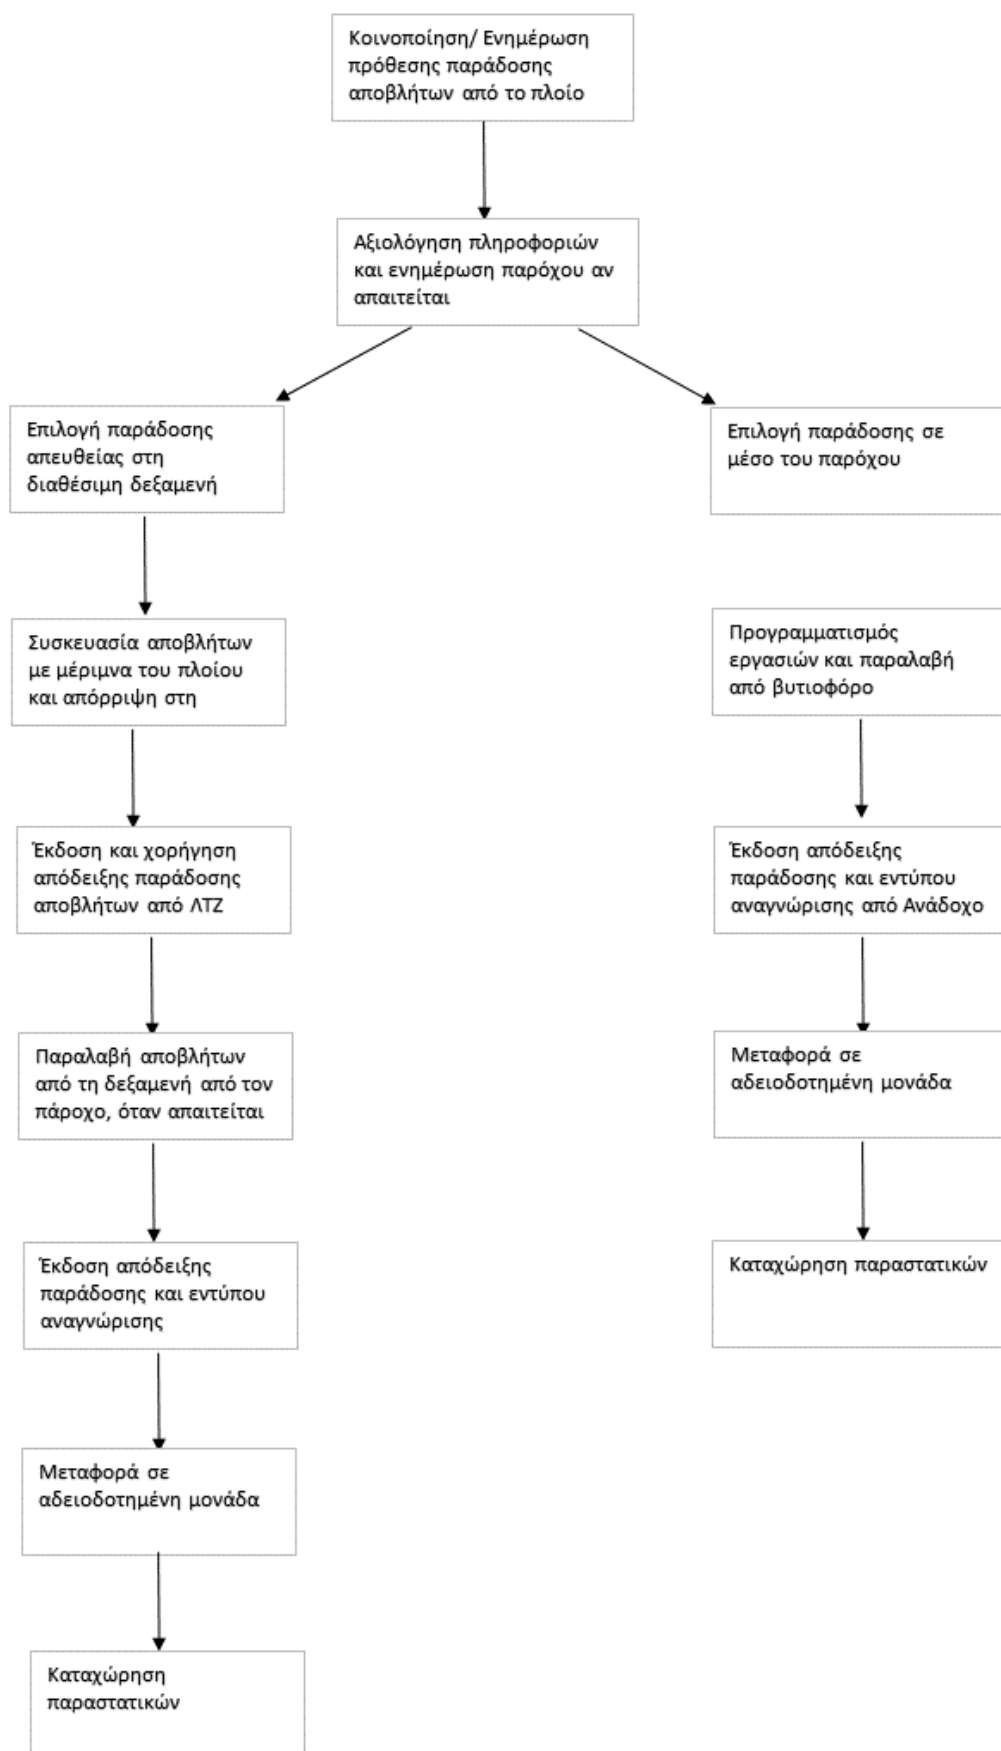 Κοινοποίηση/ Ενημέρωση
πρόθεσης παράδοσης
αποβλήτων από το πλοίο
Αξιολόγηση πληροφοριών
και ενημέρωση παρόχου αν
απαιτείται
Επιλογή παράδοσης
απευθείας στη
διαθέσιμη δεξαμενή
Επιλογή παράδοσης σε
μέσο του παρόχου
Συσκευασία αποβλήτων
με μέριμνα του πλοίου
και απόρριψη στη
Προγραμματισμός
εργασιών και παραλαβή
από βυτιοφόρο
Έκδοση και χορήγηση
απόδειξης παράδοσης
αποβλήτων από ΛΤΖ
Έκδοση απόδειξης
παράδοσης και εντύπου
αναγνώρισης από Ανάδοχο
Παραλαβή αποβλήτων
από τη δεξαμενή από τον
πάροχο, όταν απαιτείται
Μεταφορά σε
αδειοδοτημένη μονάδα
Έκδοση απόδειξης
παράδοσης και εντύπου
αναγνώρισης
Καταχώρηση παραστατικών
Μεταφορά σε
αδειοδοτημένη μονάδα
Καταχώρηση
παραστατικών